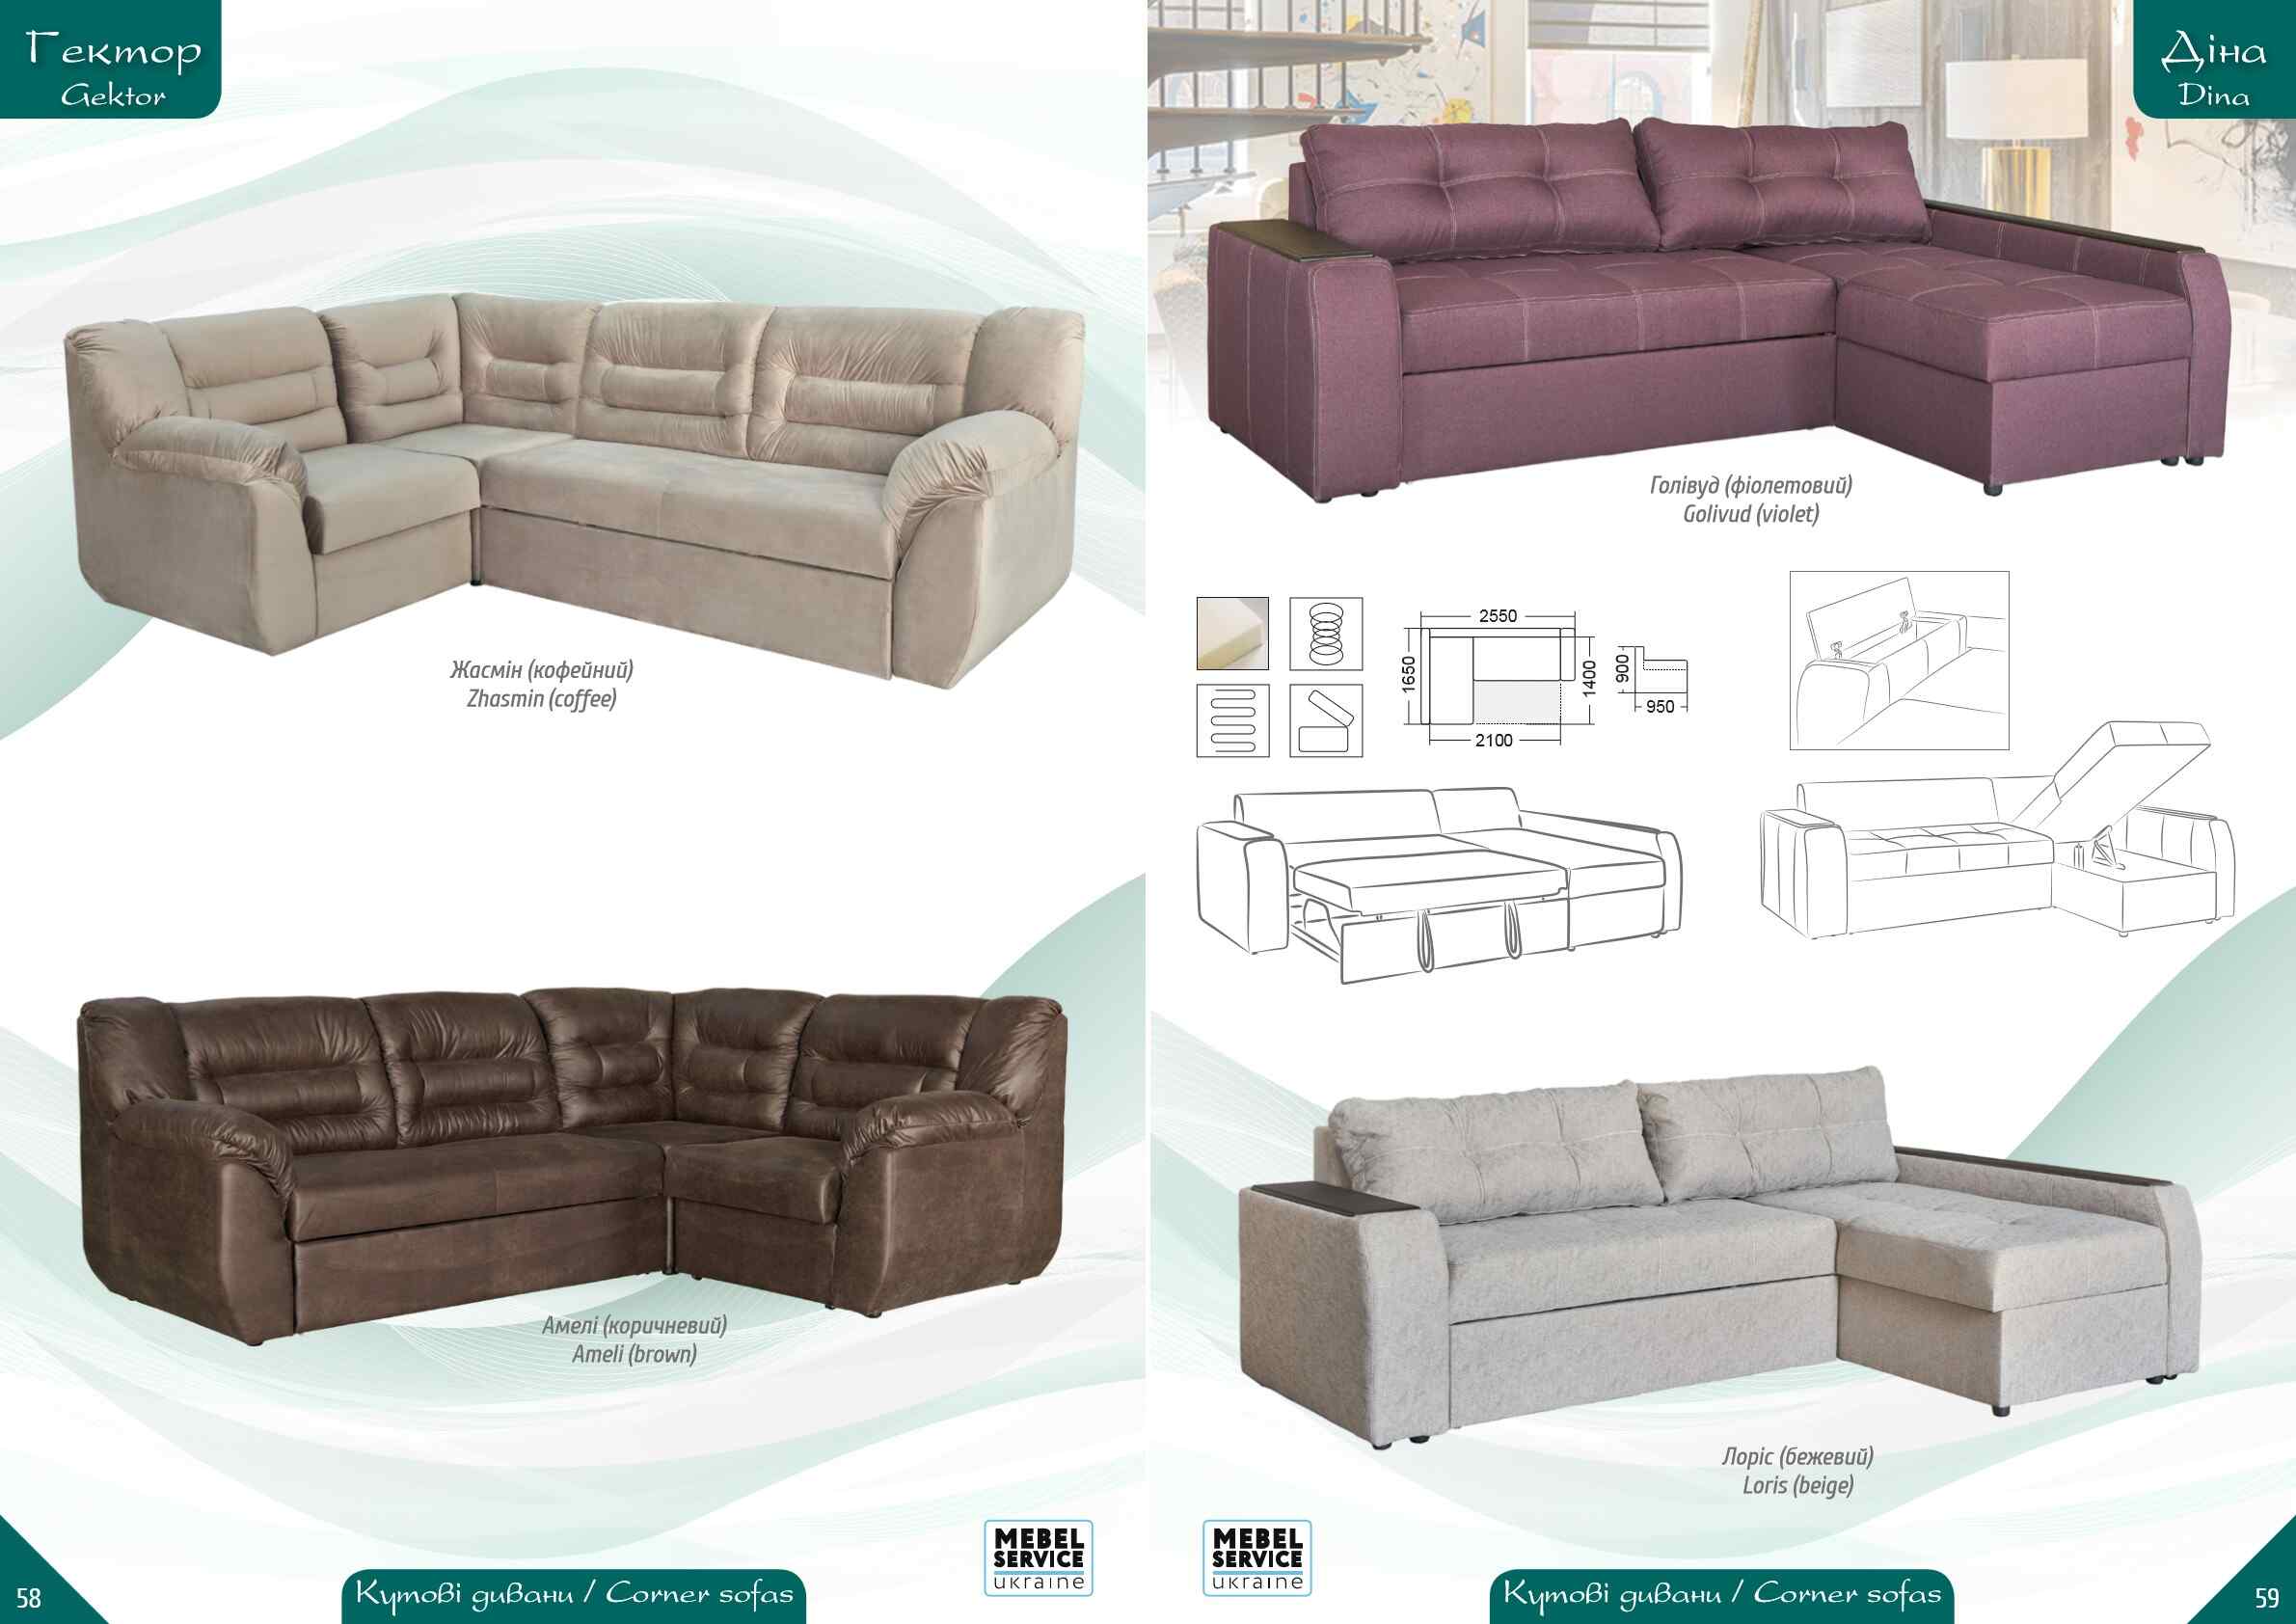 Гектор
Gektor
Жасмін (кофейний)
Zhasmin (coffee)
Амелі (коричневий)
Ameli (brown)
MEBEL
SERVICE
ukraine
58
Кутові дивани / Corner sofas
Діна
Dina
Голівуд (фіолетовий)
Golivud (violet)
2550
1650
1400
2100
900
950
Лоріс (бежевий)
Loris (beige)
MEBEL
SERVICE
ukraine
Кутові дивани / Corner sofas
59